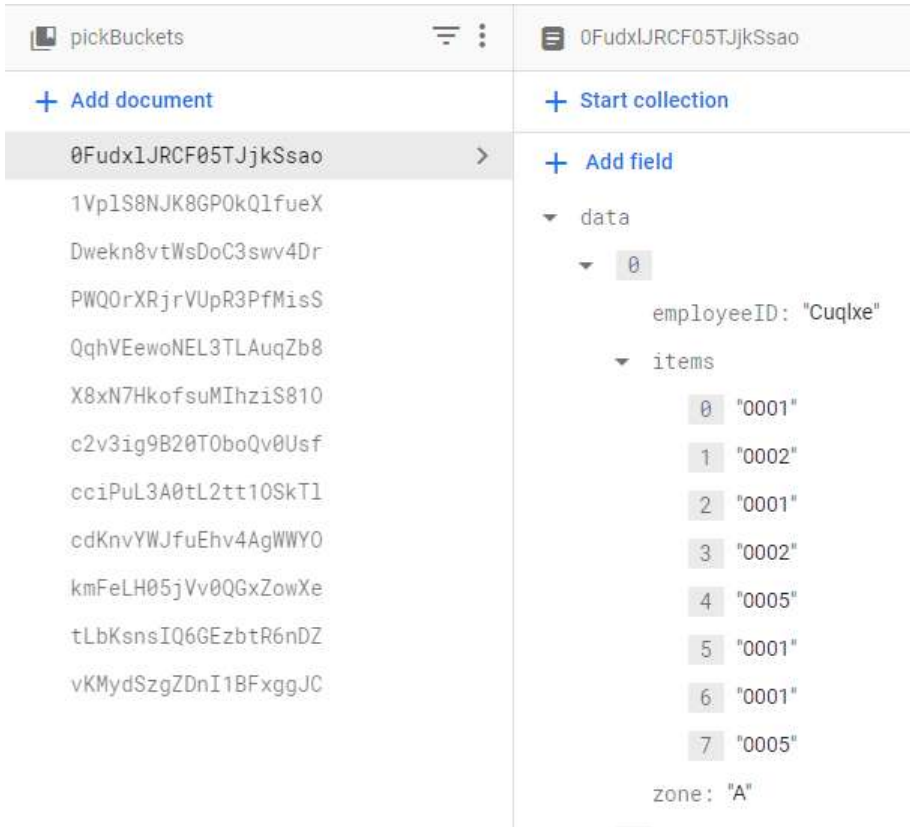 pickBuckets
Add document
0FudxlJRCF05TJjkSsao
1VplS8NJK8GPOkQlfueX
Dwekn8vtWsDoC3swv4Dr
PWQOrXRjrVUpR3PfMisS
QqhVEewoNEL3TLAuqZb8
X8xN7HkofsuMIhziS81O
c2v3ig9B20TOboQv0Usf
cciPuL3A0tL2tt1OSkTl
cdKnvYWJfuEhv4AgWWYO
kmFeLH05jVv0QGxZowXe
tLbKsnsIQ6GEzbtR6nDZ
vKMydSzgZDnI1BFxggJC
0FudxlJRCF05TJjkSsao
Start collection
Add field
data
0
employeeID: "Cuqlxe"
items
0 "0001"
1 "0002"
2 "0001"
3 "0002"
4 "0005"
5 "0001"
6 "0001"
7 "0005"
zone: "A"